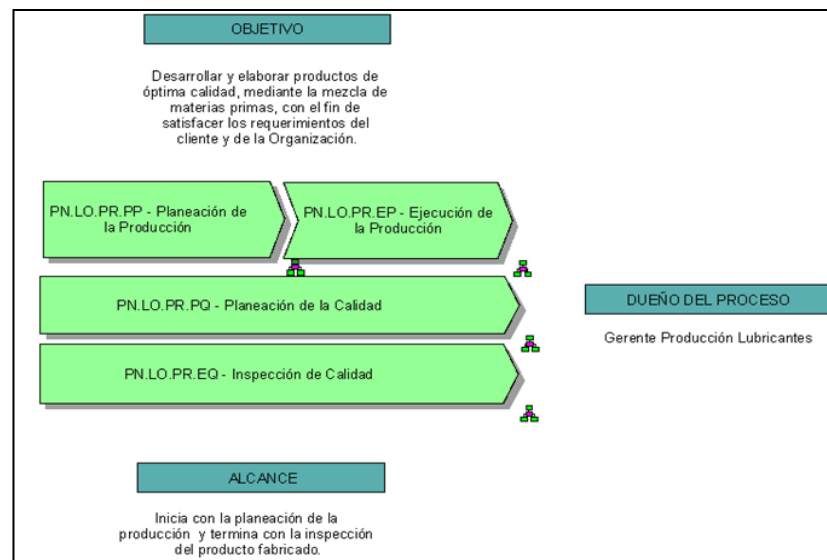 OBJETIVO
Desarrollar y elaborar productos de
óptima calidad, mediante la mezcla de
materias primas, con el fin de
satisfacer los requerimientos del
cliente y de la Organización.
PN.LO.PR.PP - Planeación de
la Producción
PN.LO.PR.EP - Ejecución de
la Producción
PN.LO.PR.PQ - Planeación de la Calidad
DUEÑO DEL PROCESO
Gerente Producción Lubricantes
PN.LO.PR.EQ - Inspección de Calidad
ALCANCE
Inicia con la planeación de la
producción y termina con la inspección
del producto fabricado.